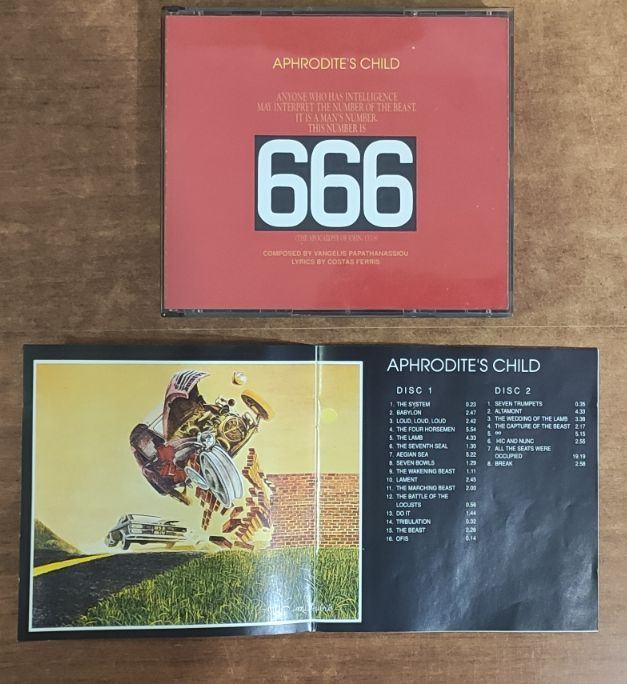 APHRODITE'S CHILD
ANYONE WHO HAS INTELLIGENCE
MAY INTERPRET THE NUMBER OF THE BEAST.
IT IS A MAN'S NUMBER.
THIS NUMBER IS
666
COMPOSED BY VANGELIS PAPATHANASSIOU
LYRICS BY COSTAS FERRIS
APHRODITE'S CHILD
DISC 1
1. THE SYSTEM 0.23
2. BABYLON 2.47
3. LOUD, LOUD, LOUD 2.42
4. THE FOUR HORSEMEN 5.54
5. THE LAMB 4.33
6. THE SEVENTH SEAL 1.30
7. AEGIAN SEA 5.22
8. SEVEN BOWLS 1.29
9. THE WAKENING BEAST 1.11
10. LAMENT 2.45
11. THE MARCHING BEAST 2.00
12. THE BATTLE OF THE
LOCUSTS 0.56
13. DO IT 1.44
14. TRIBULATION 0.32
15. THE BEAST 2.26
16. OFIS 0.14
DISC 2
1. SEVEN TRUMPETS 0.35
2. ALTAMONT 4.33
3. THE WEDDING OF THE LAMB 3.38
4. THE CAPTURE OF THE BEAST 2.17
5. ∞ 5.15
6. HIC AND NUNC 2.55
7. ALL THE SEATS WERE
OCCUPIED 19.19
8. BREAK 2.58